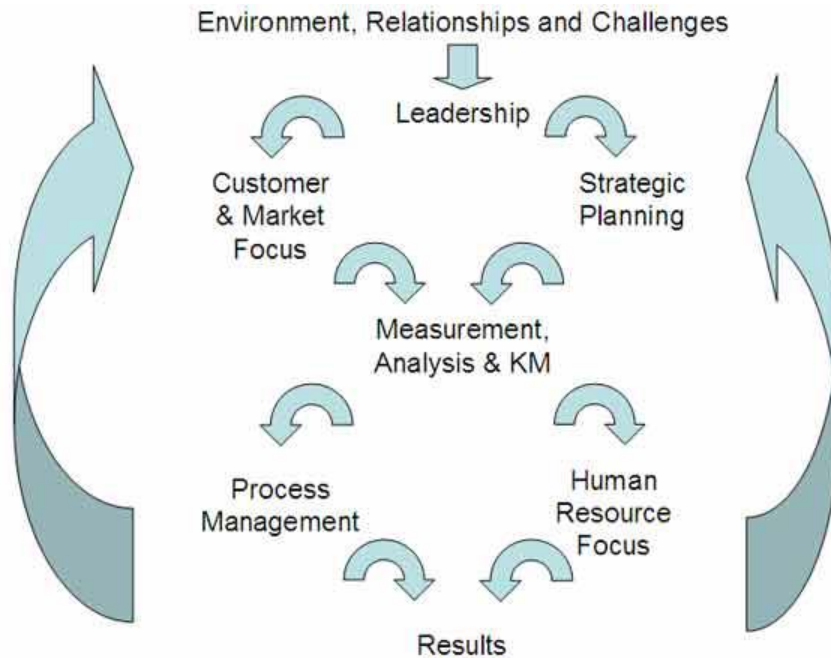 Environment, Relationships and Challenges
Leadership
Customer
& Market
Focus
Strategic
Planning
Measurement,
Analysis & KM
Process
Management
Human
Resource
Focus
Results